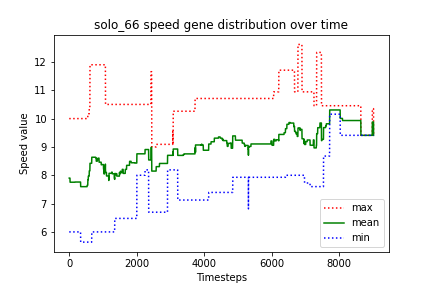 solo_66 speed gene distribution over time
Speed value
12
11
10
9
8
7
6
max
mean
min
0
2000
4000
6000
8000
Timesteps